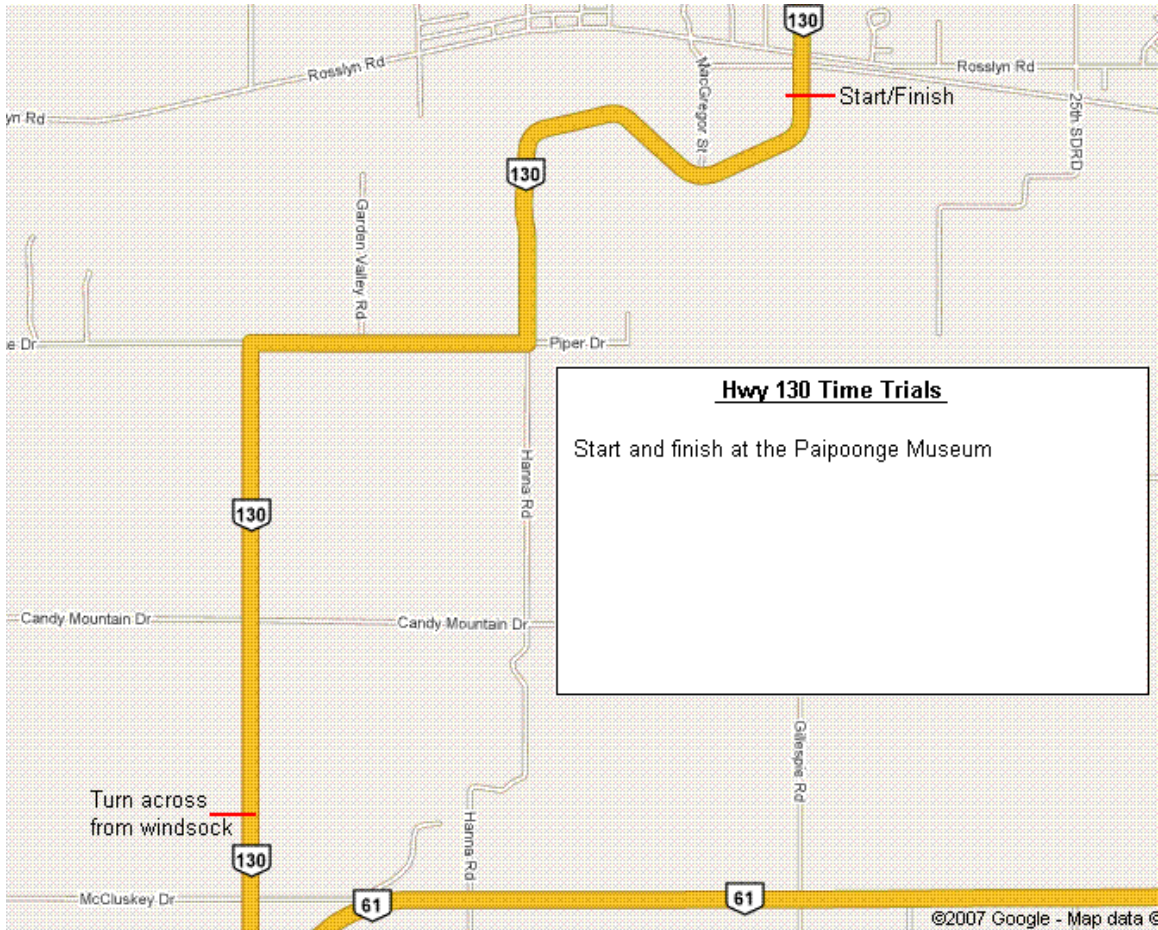 130
Rosslyn Rd
Rosslyn Rd
MacGregor St
Start/Finish
25th SDRD
yn Rd
130
Garden Valley Rd
e Dr
Piper Dr
Hwy 130 Time Trials
Start and finish at the Paipoonge Museum
Hanna Rd
130
Candy Mountain Dr
Candy Mountain Dr
Gillespie Rd
Turn across
from windsock
Hanna Rd
130
McCluskey Dr
61
61
©2007 Google - Map data ©